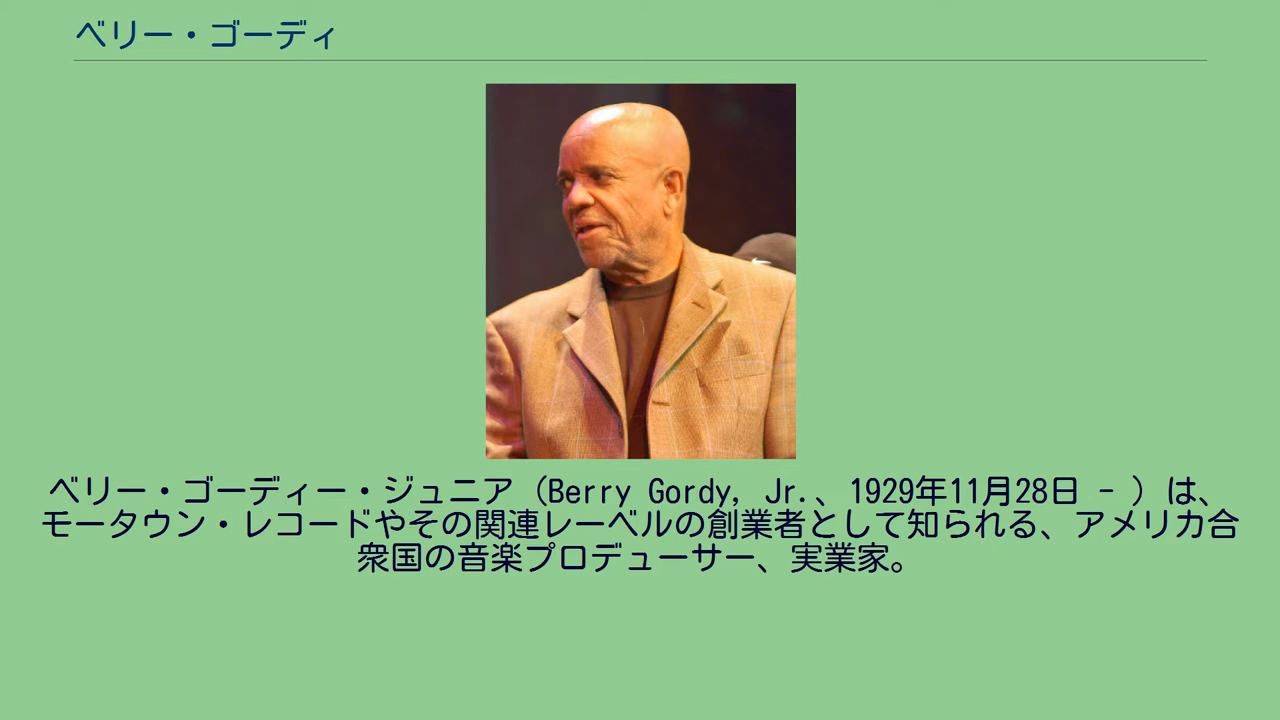 ベリー・ゴーディ
ベリー・ゴーディー・ジュニア（Berry Gordy, Jr.、1929年11月28日 - ）は、
モータウン・レコードやその関連レーベルの創業者として知られる、アメリカ合
衆国の音楽プロデューサー、実業家。